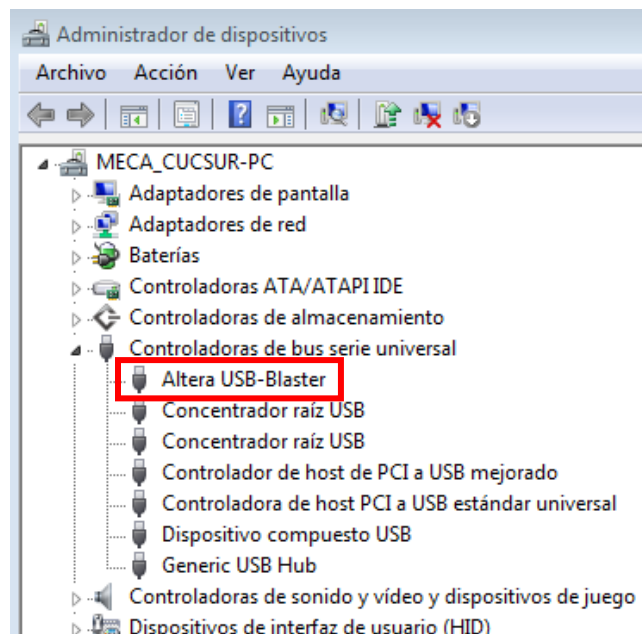 Administrador de dispositivos
Archivo Acción Ver Ayuda
MECA_CUCSUR-PC
Adaptadores de pantalla
Adaptadores de red
Baterías
Controladoras ATA/ATAPI IDE
Controladoras de almacenamiento
Controladoras de bus serie universal
Altera USB-Blaster
Concentrador raíz USB
Concentrador raíz USB
Controlador de host de PCI a USB mejorado
Controladora de host PCI a USB estándar universal
Dispositivo compuesto USB
Generic USB Hub
Controladoras de sonido y vídeo y dispositivos de juego
Dispositivos de interfaz de usuario (HID)